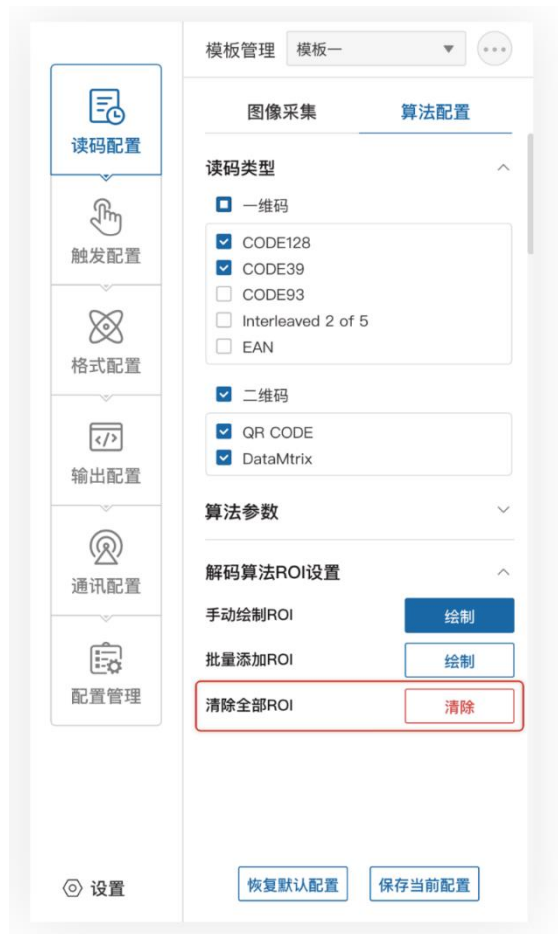 模板管理 模板一
图像采集 算法配置
读码配置
触发配置
格式配置
输出配置
通讯配置
配置管理
读码类型
一维码
CODE128
CODE39
CODE93
Interleaved 2 of 5
EAN
二维码
QR CODE
DataMtrix
算法参数
解码算法ROI设置
手动绘制ROI 绘制
批量添加ROI 绘制
清除全部ROI 清除
设置
恢复默认配置 保存当前配置